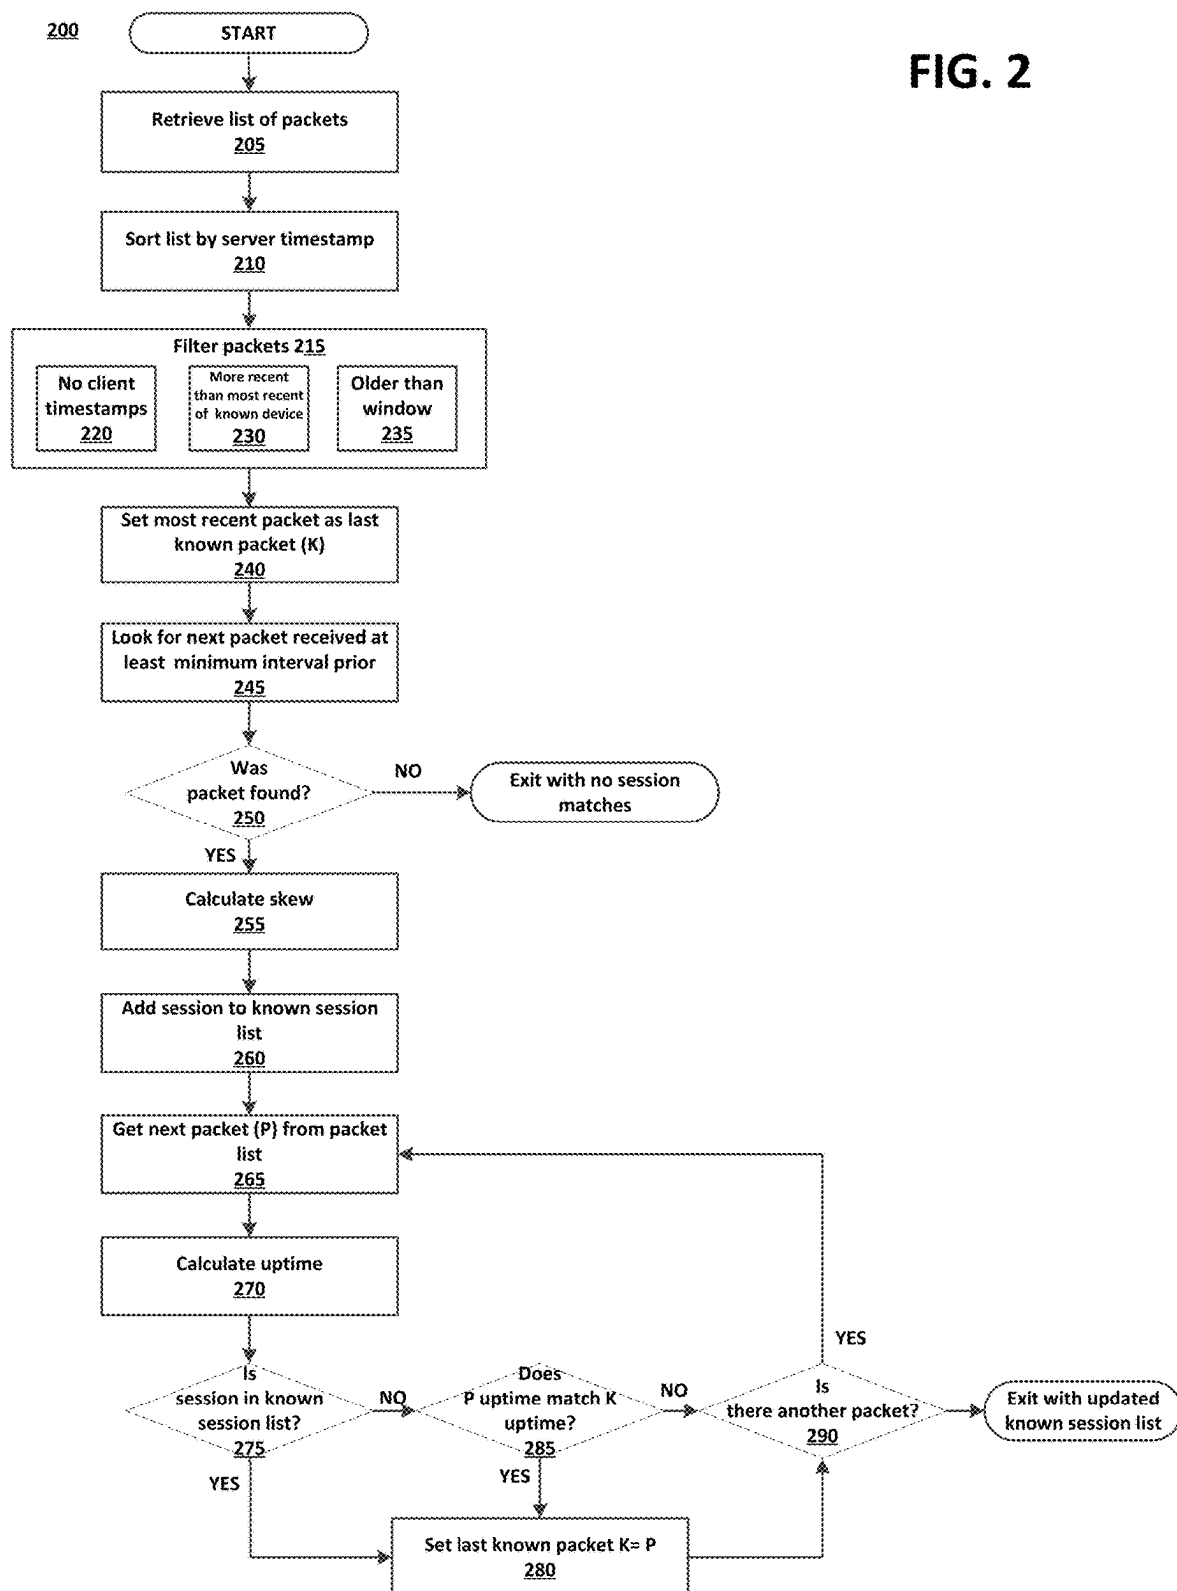 200
START
FIG. 2
Retrieve list of packets
205
Sort list by server timestamp
210
Filter packets 215
No client
timestamps
220
More recent
than most recent
of known device
230
Older than
window
235
Set most recent packet as last
known packet (K)
240
Look for next packet received at
least minimum interval prior
245
Was
packet found?
250
NO
Exit with no session
matches
YES
Calculate skew
255
Add session to known session
list
260
Get next packet (P) from packet
list
265
Calculate uptime
270
YES
Is
session in known
session list?
275
NO
Does
P uptime match K
uptime?
285
NO
Is
there another packet?
290
Exit with updated
known session list
YES
YES
Set last known packet K= P
280